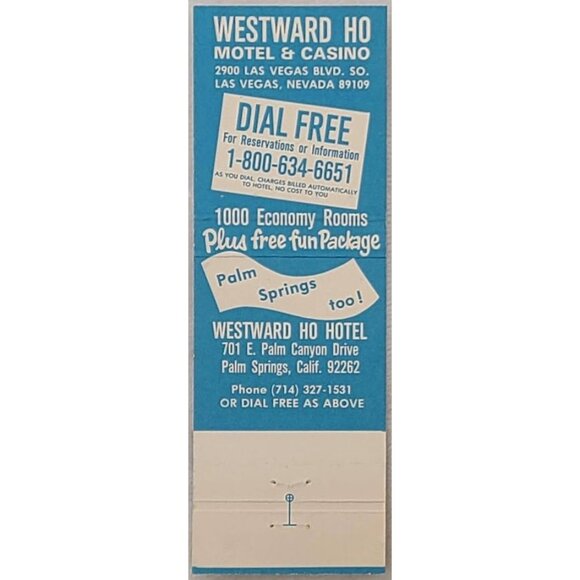 WESTWARD HO
MOTEL & CASINO
2900 LAS VEGAS BLVD. SO.
LAS VEGAS, NEVADA 89109
DIAL FREE
For Reservations or Information
1-800-634-6651
AS YOU DIAL, CHARGES BILLED AUTOMATICALLY
TO HOTEL, NO COST TO YOU
1000 Economy Rooms
Plus free fun Package
Palm Springs too!
WESTWARD HO HOTEL
701 E. Palm Canyon Drive
Palm Springs, Calif. 92262
Phone (714) 327-1531
OR DIAL FREE AS ABOVE